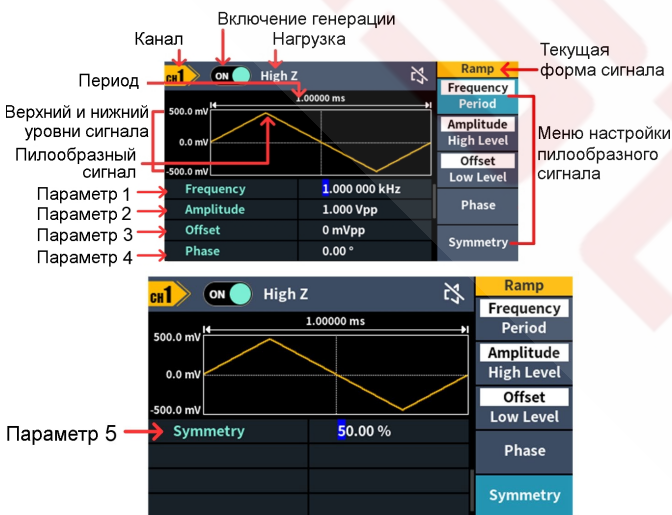 Включение генерации
Канал
Нагрузка
Текущая
форма сигнала
CH1
ON
High Z
Ramp
Период
1.00000 ms
Frequency
Period
Верхний и нижний
уровни сигнала
500.0 mV
0.0 mV
-500.0 mV
Amplitude
High Level
Меню настройки
пилообразного
сигнала
Пилообразный
сигнал
Offset
Low Level
Параметр 1
Frequency
1.000 000 kHz
Параметр 2
Amplitude
1.000 Vpp
Phase
Параметр 3
Offset
0 mVpp
Параметр 4
Phase
0.00 °
Symmetry
CH1
ON
High Z
Ramp
1.00000 ms
Frequency
Period
500.0 mV
0.0 mV
-500.0 mV
Amplitude
High Level
Offset
Low Level
Параметр 5
Symmetry
50.00 %
Phase
Symmetry